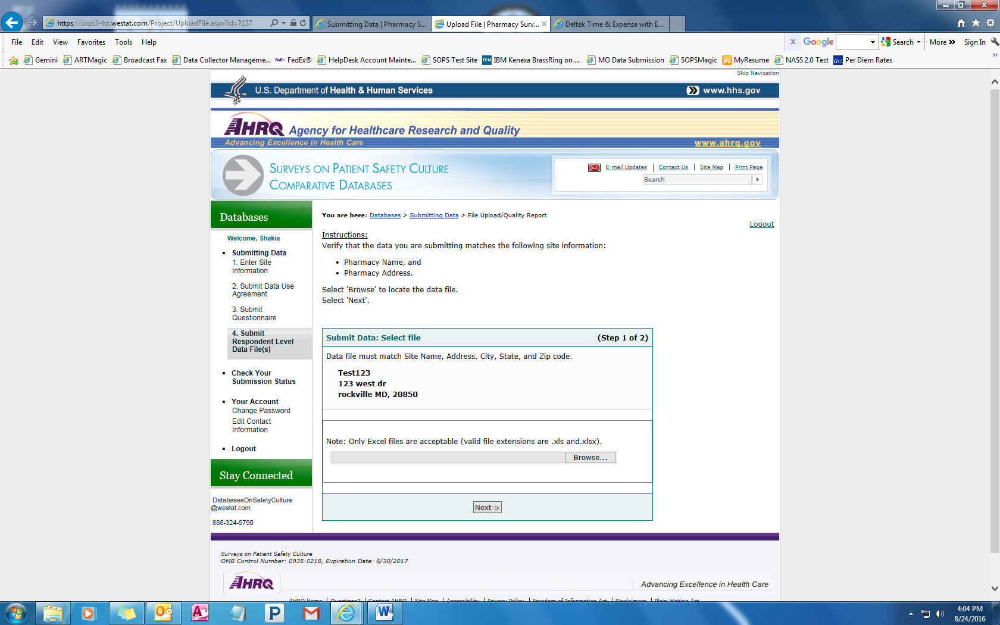 https://sops3-tst.westat.com/Project/UploadFile.aspx?id=7137
Submitting Data | Pharmacy S...
Upload File | Pharmacy Surv...
Deltek Time & Expense with E...
File Edit View Favorites Tools Help
x Google Search More >> Sign In
Gemini ARTMagic Broadcast Fax Data Collector Manageme... FedEx® HelpDesk Account Mainte... SOPS Test Site IBM Kenexa BrassRing on ... MO Data Submission SOPSMagic MyResume NASS 2.0 Test Per Diem Rates
Skip Navigation
U.S. Department of Health & Human Services
www.hhs.gov
AHRQ Agency for Healthcare Research and Quality
Advancing Excellence in Health Care
www.ahrq.gov
SURVEYS ON PATIENT SAFETY CULTURE
COMPARATIVE DATABASES
E-mail Updates | Contact Us | Site Map | Print Page
Search
Databases
Welcome, Shakia
Submitting Data
1. Enter Site
Information
2. Submit Data Use
Agreement
3. Submit
Questionnaire
4. Submit
Respondent Level
Data File(s)
Check Your
Submission Status
Your Account
Change Password
Edit Contact
Information
Logout
Stay Connected
DatabasesOnSafetyCulture
@westat.com
888-324-9790
You are here: Databases > Submitting Data > File Upload/Quality Report
Logout
Instructions:
Verify that the data you are submitting matches the following site information:
• Pharmacy Name, and
• Pharmacy Address.
Select 'Browse' to locate the data file.
Select 'Next'.
Submit Data: Select file (Step 1 of 2)
Data file must match Site Name, Address, City, State, and Zip code.
Test123
123 west dr
rockville MD, 20850
Note: Only Excel files are acceptable (valid file extensions are .xls and.xlsx).
Browse...
Next >
Surveys on Patient Safety Culture
OMB Control Number: 0935-0218, Expiration Date: 6/30/2017
AHRQ
Advancing Excellence in Health Care
AHRQ Home | Questions? | Contact AHRQ | Site Map | Accessibility | Privacy Policy | Freedom of Information Act | Disclaimers | Plain Writing Act
4:04 PM
8/24/2016